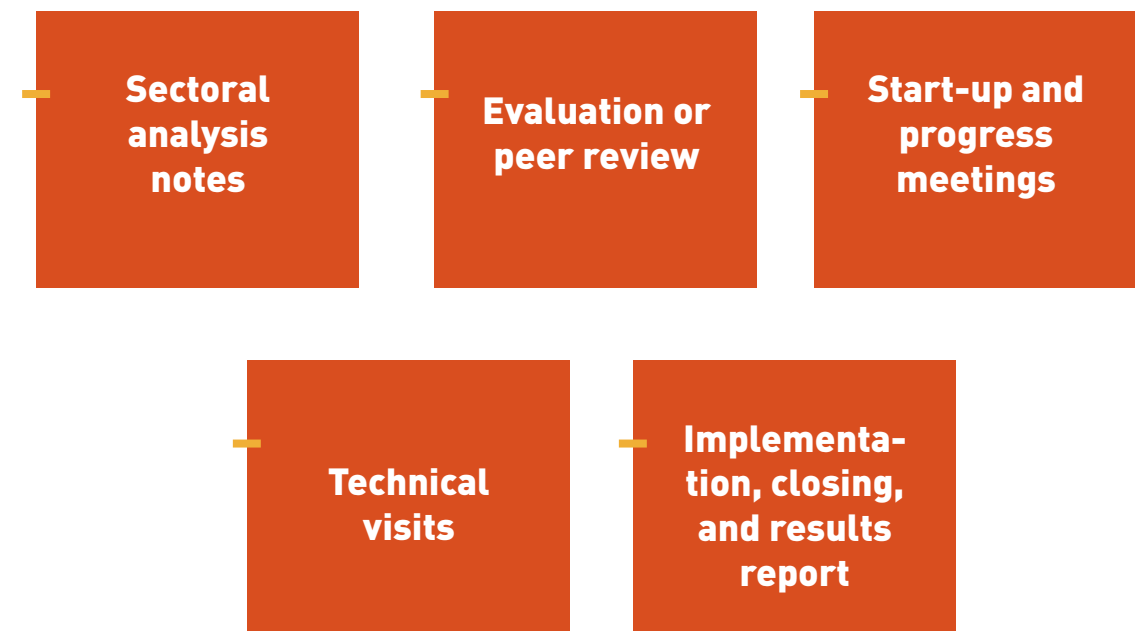 Sectoral
analysis
notes
Evaluation or
peer review
Start-up and
progress
meetings
Technical
visits
Implementa-
tion, closing,
and results
report